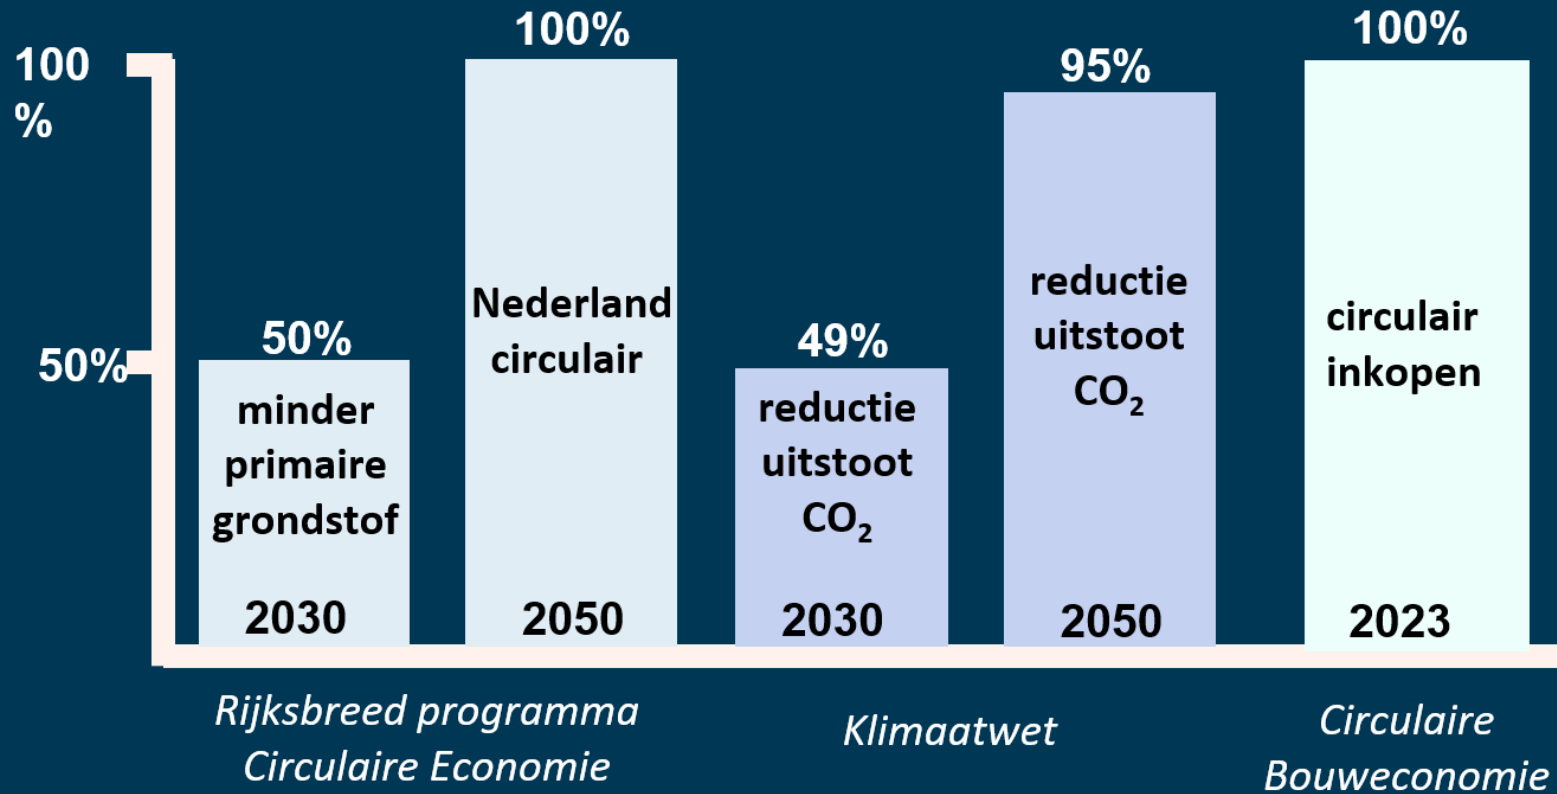 100
%
50%
50%
minder
primaire
grondstof
2030
100%
Nederland
circulair
2050
49%
reductie
uitstoot
CO₂
2030
95%
reductie
uitstoot
CO₂
2050
100%
circulair
inkopen
2023
Rijksbreed programma
Circulaire Economie
Klimaatwet
Circulaire
Bouweconomie